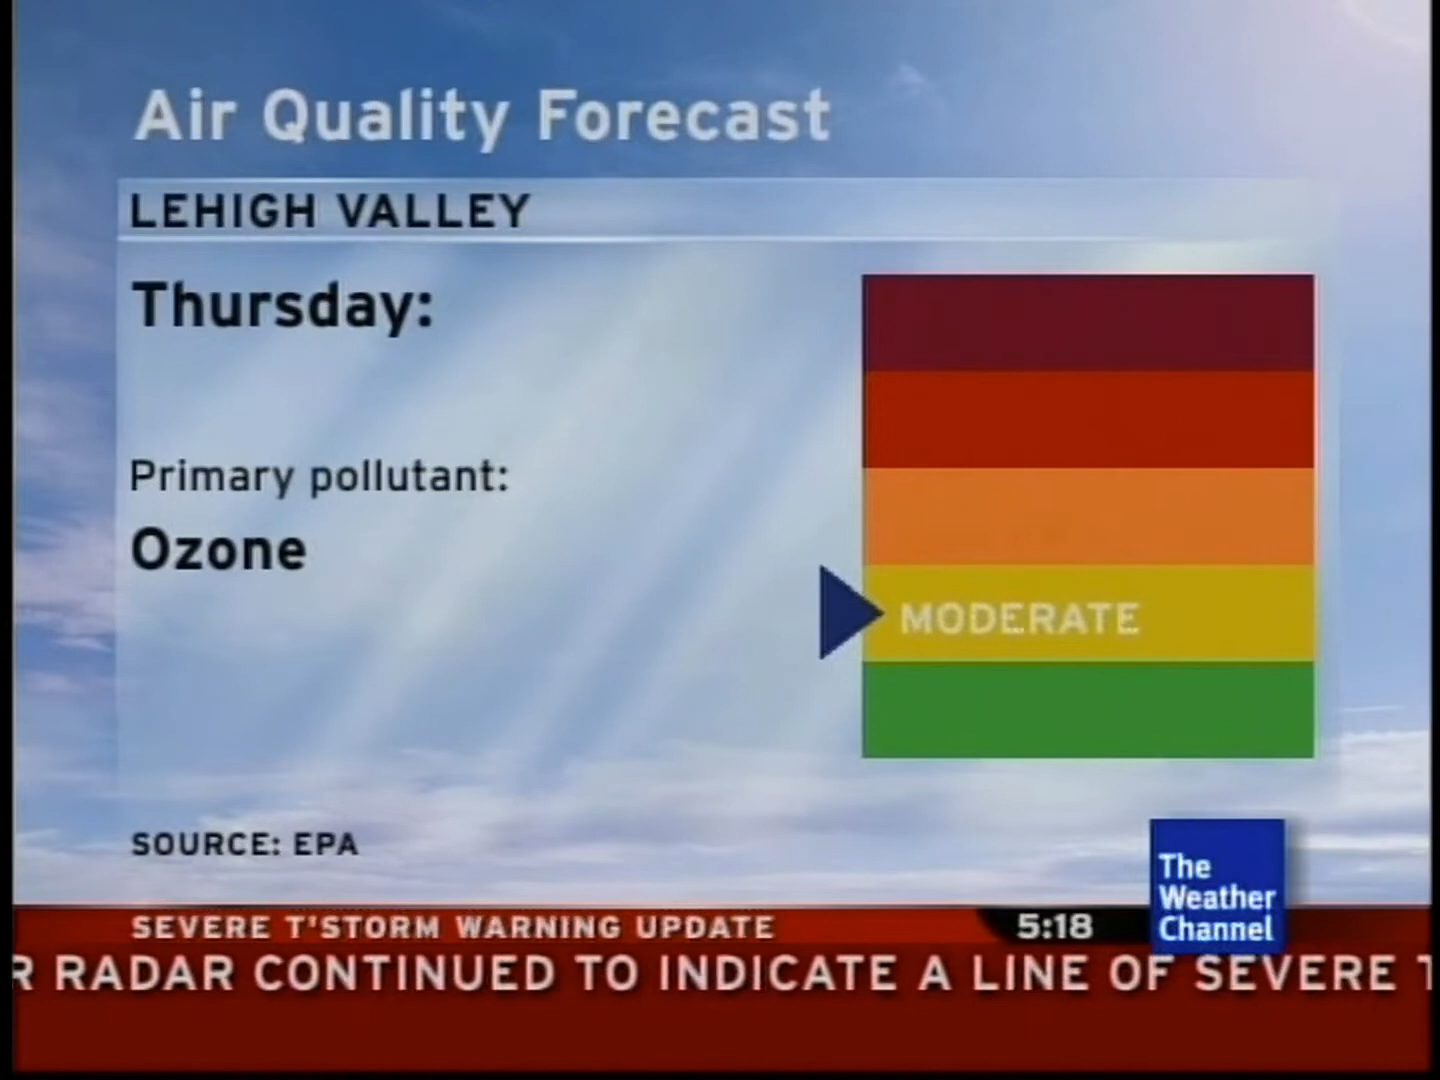 Air Quality Forecast
LEHIGH VALLEY
Thursday:
Primary pollutant:
Ozone
MODERATE
SOURCE: EPA
The
Weather
Channel
SEVERE T'STORM WARNING UPDATE
5:18
R RADAR CONTINUED TO INDICATE A LINE OF SEVERE T